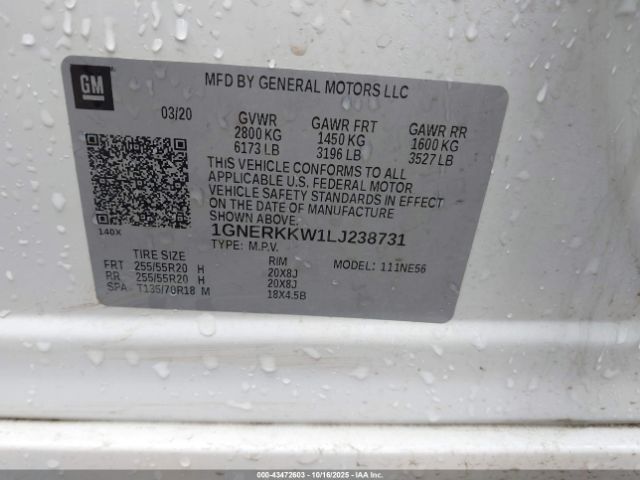 GM
MFD BY GENERAL MOTORS LLC
03/20 GVWR GAWR FRT GAWR RR
2800 KG 1450 KG 1600 KG
6173 LB 3196 LB 3527 LB
THIS VEHICLE CONFORMS TO ALL
APPLICABLE U.S. FEDERAL MOTOR
VEHICLE SAFETY STANDARDS IN EFFECT
ON THE DATE OF MANUFACTURE
SHOWN ABOVE.
140X
1GNERKKW1LJ238731
TYPE: M.P.V.
TIRE SIZE RIM MODEL: 111NE56
FRT 255/55R20 H 20X8J
RR 255/55R20 H 20X8J
SPA T135/70R18 M 18X4.5B
000-43472603 - 10/16/2025 - © COPYRIGHT IAA, LLC